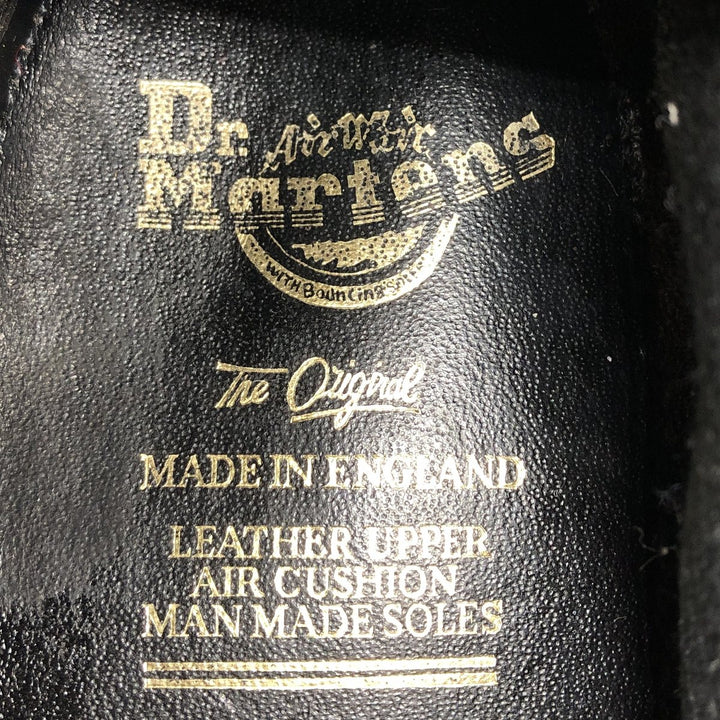 Dr.
AirWair
Martens
WITH BOUNCING SOLES
The Original
MADE IN ENGLAND
LEATHER UPPER
AIR CUSHION
MAN MADE SOLES